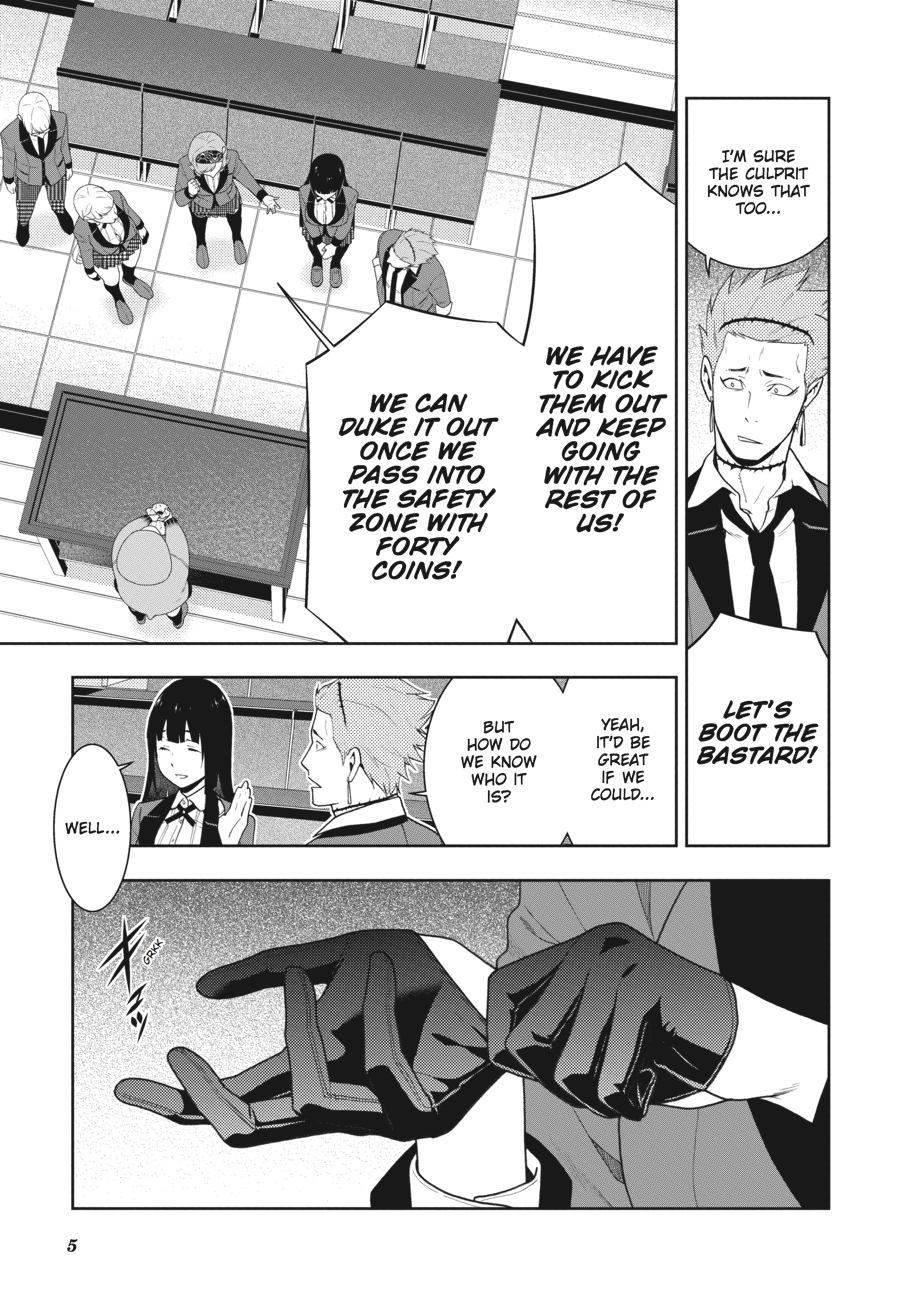 I'M SURE
THE CULPRIT
KNOWS THAT
TOO...
LET'S
BOOT THE
BASTARD!
WE HAVE
TO KICK
THEM OUT
AND KEEP
GOING
WITH THE
REST OF
US!
WE CAN
DUKE IT OUT
ONCE WE
PASS INTO
THE SAFETY
ZONE WITH
FORTY
COINS!
YEAH,
IT'D BE
GREAT
IF WE
COULD...
BUT
HOW DO
WE KNOW
WHO IT
IS?
WELL...
GRKK
5